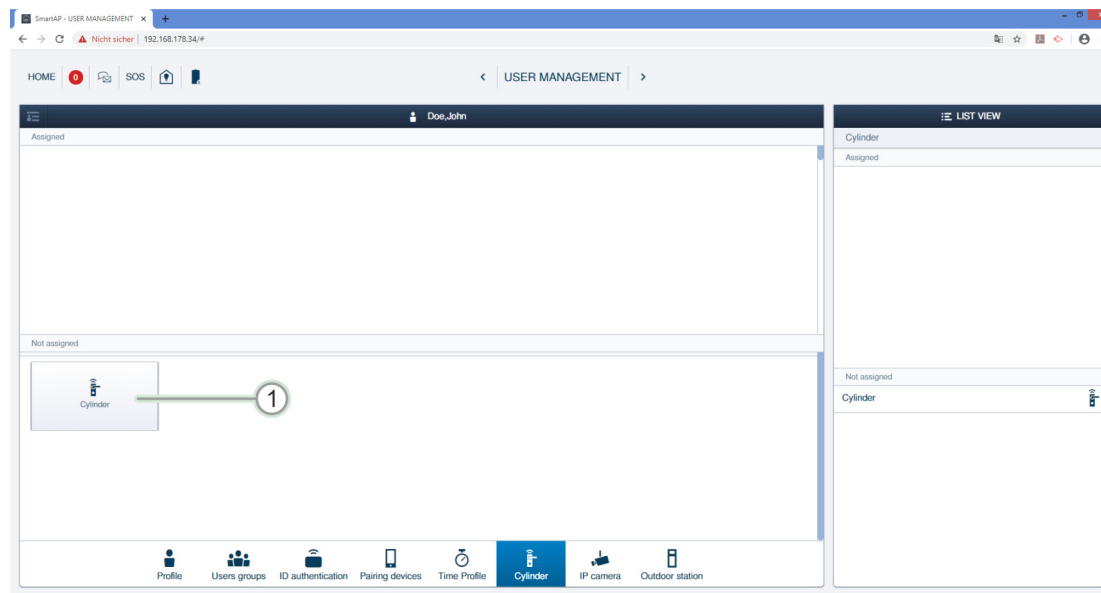 SmartAP - USER MANAGEMENT
Nicht sicher | 192.168.178.34/#
HOME 0 SOS < USER MANAGEMENT >
Doe,John
LIST VIEW
Assigned
Cylinder
Assigned
Not assigned
Cylinder
1
Not assigned
Cylinder
Profile Users groups ID authentication Pairing devices Time Profile Cylinder IP camera Outdoor station